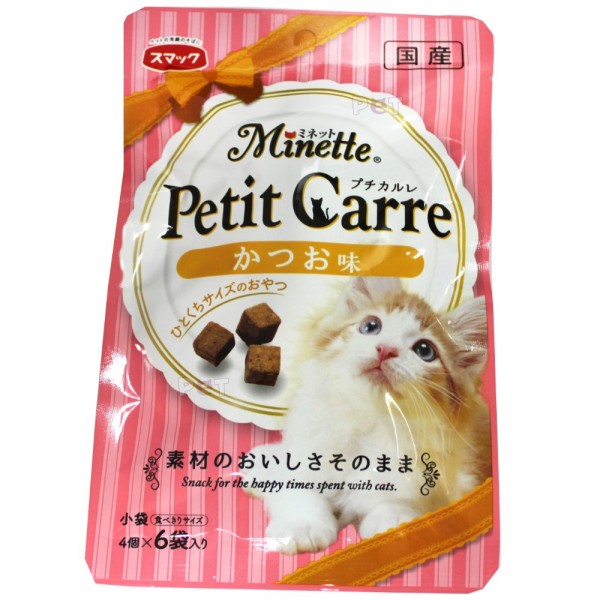 スマック
国産
PET
ミネット
Minette®
プチカルレ
Petit Carre
かつお味
ひとくちサイズのおやつ
PET
素材のおいしさそのまま
Snack for the happy times spent with cats.
小袋(食べきりサイズ)
4個×6袋入り